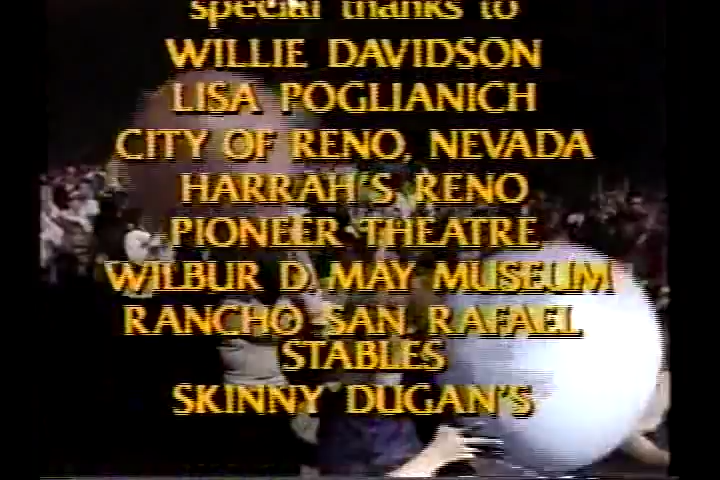 special thanks to
WILLIE DAVIDSON
LISA POGLIANICH
CITY OF RENO, NEVADA
HARRAH'S RENO
PIONEER THEATRE
WILBUR D. MAY MUSEUM
RANCHO SAN RAFAEL
STABLES
SKINNY DUGAN'S